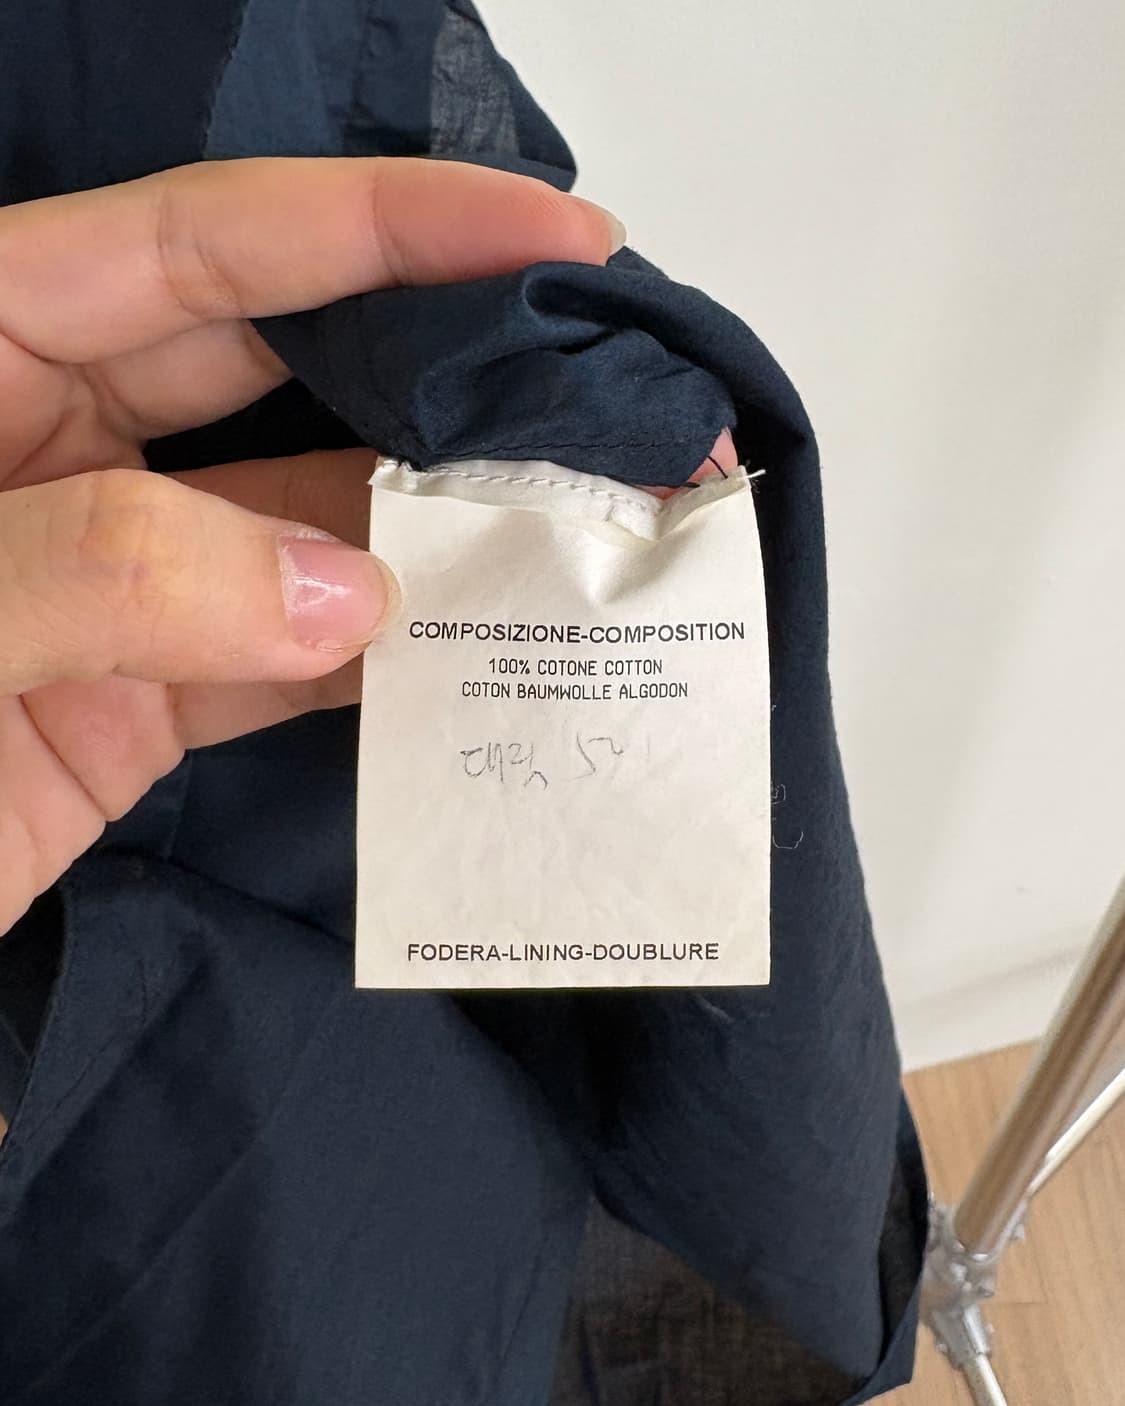 COMPOSIZIONE-COMPOSITION
100% COTONE COTTON
COTON BAUMWOLLE ALGODON
FODERA-LINING-DOUBLURE